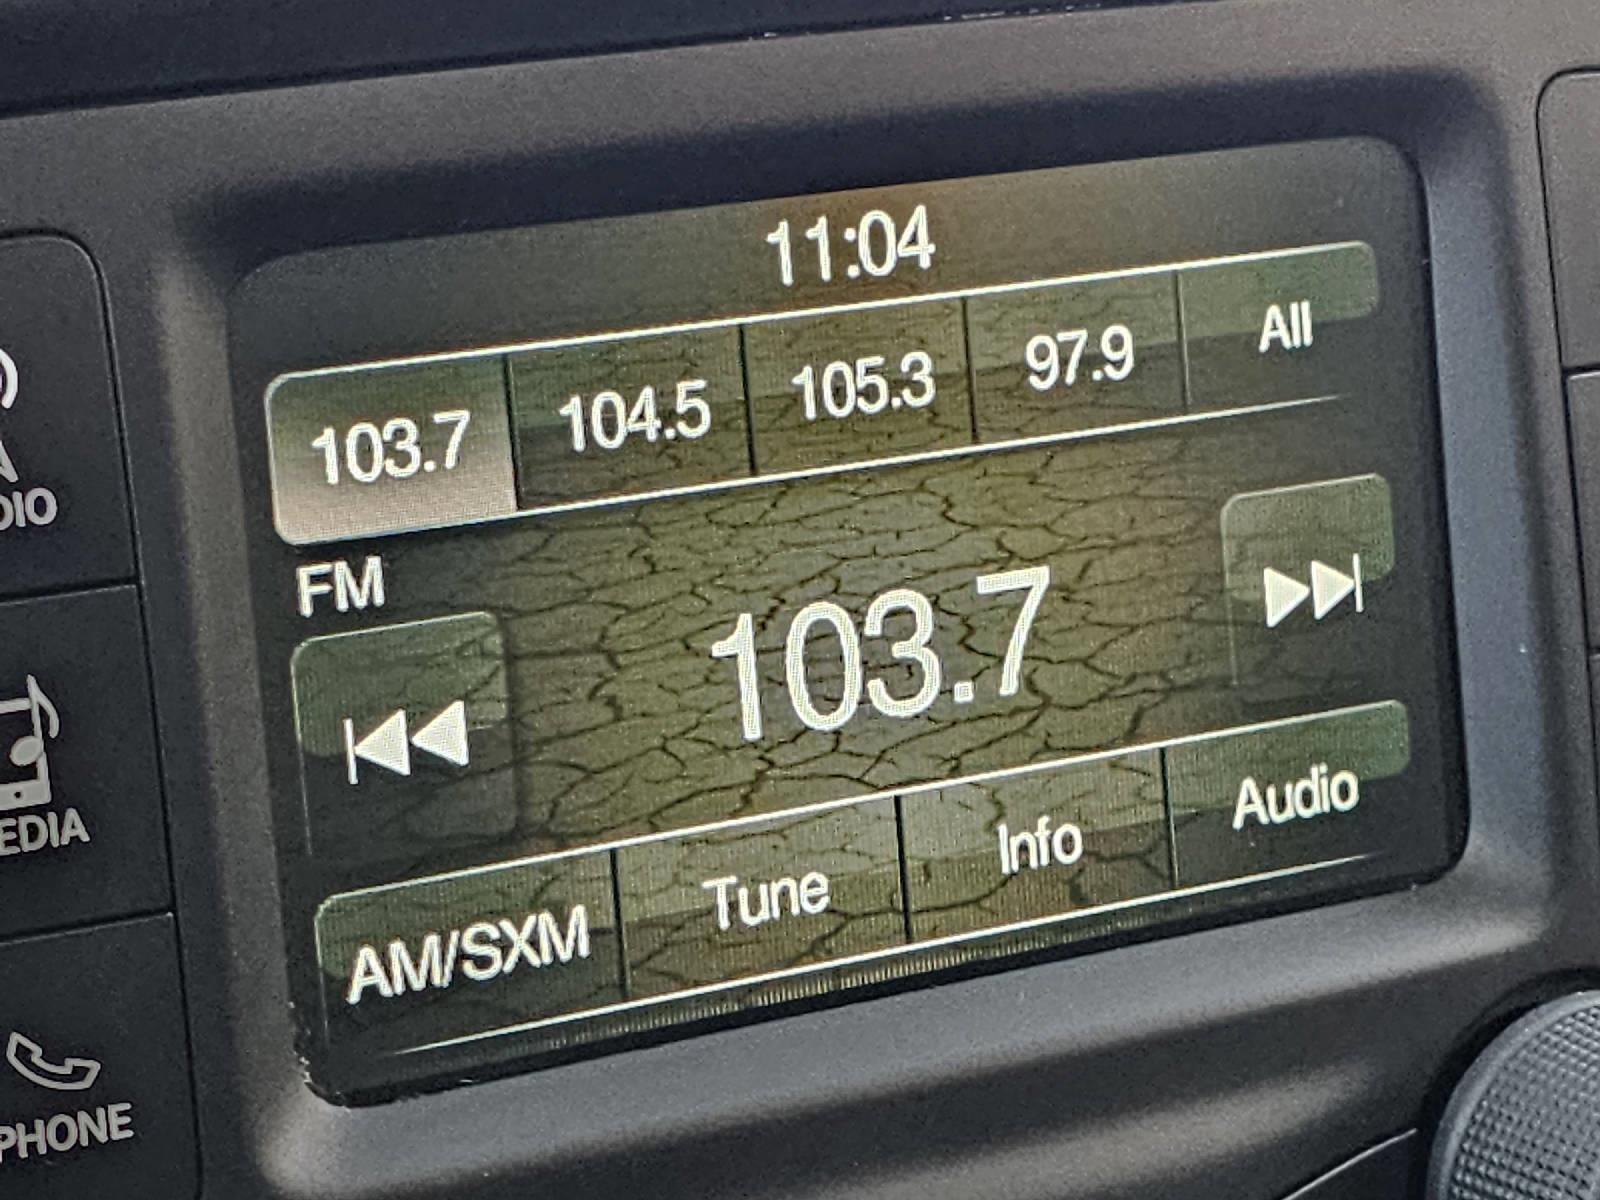 11:04
103.7 104.5 105.3 97.9 All
FM
103.7
AM/SXM Tune Info Audio
DIO
EDIA
PHONE